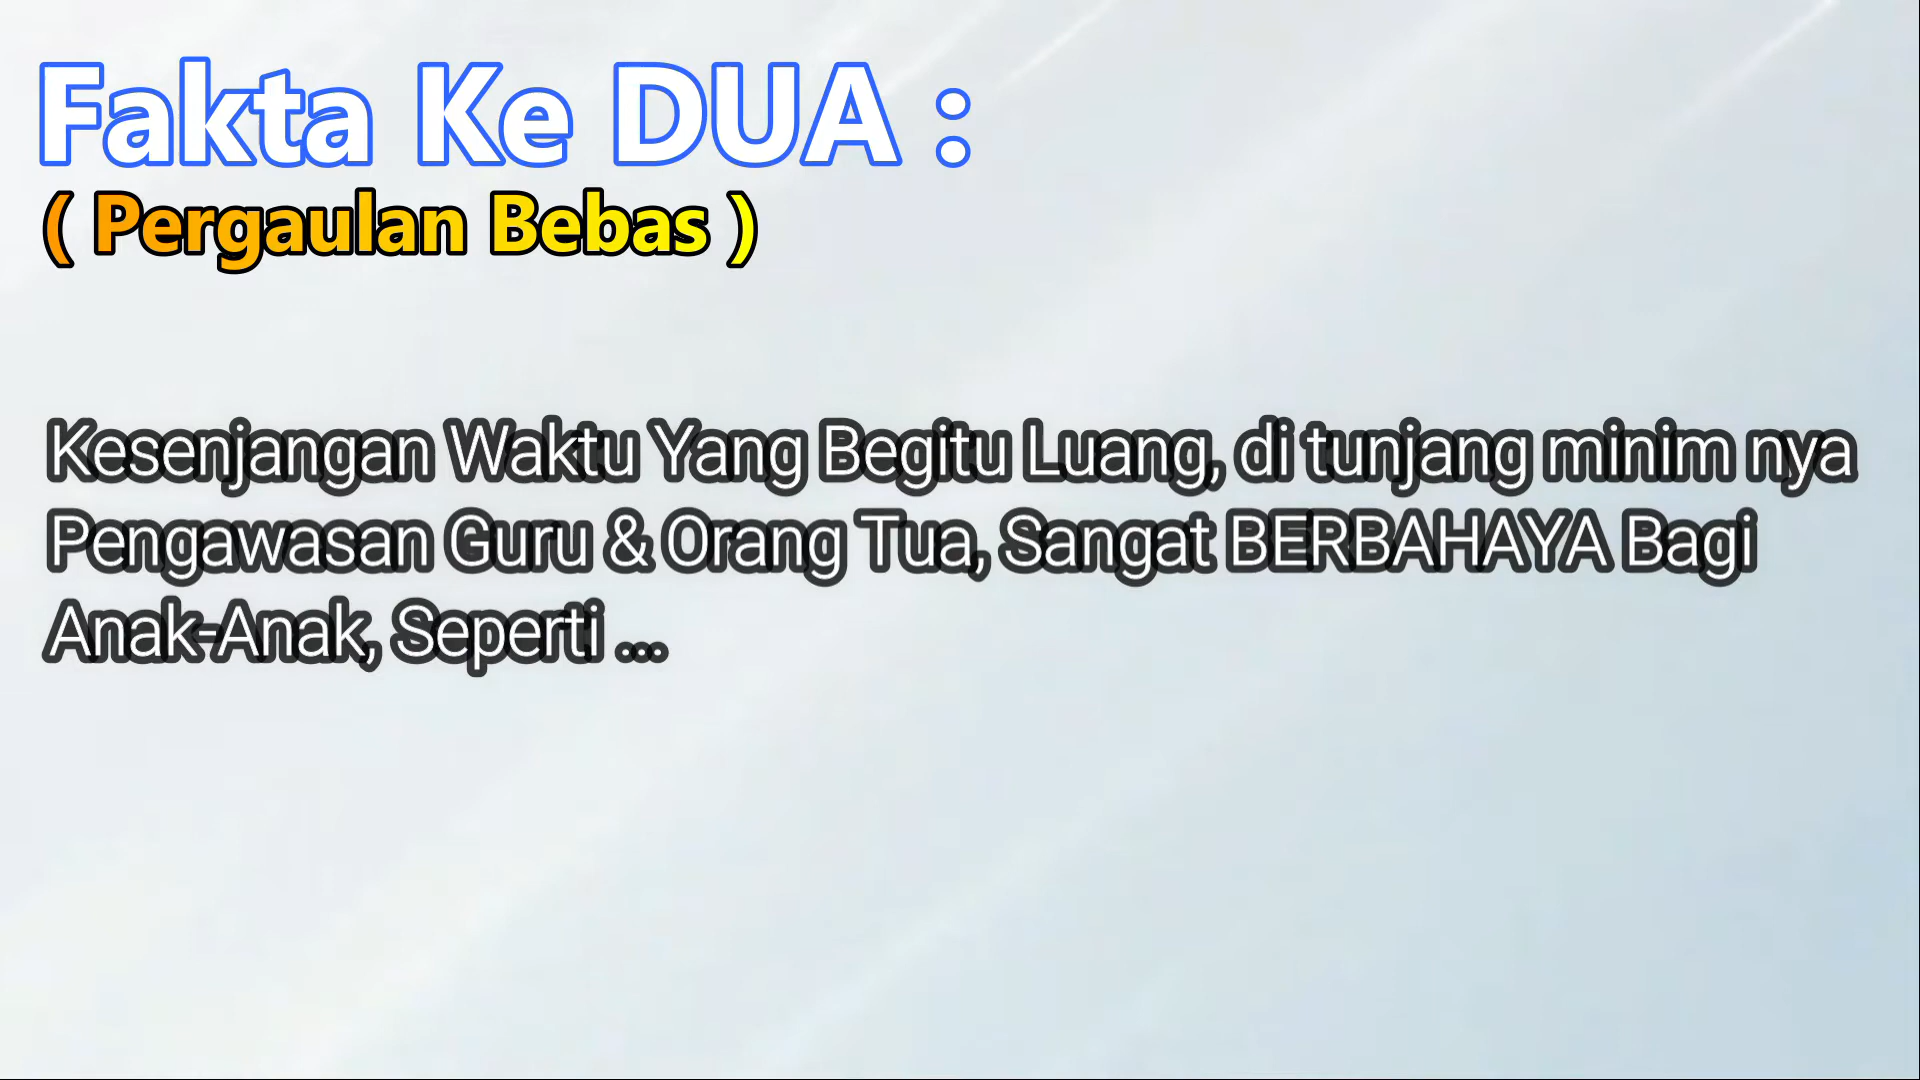 Fakta Ke DUA :
( Pergaulan Bebas )
Kesenjangan Waktu Yang Begitu Luang, di tunjang minim nya
Pengawasan Guru & Orang Tua, Sangat BERBAHAYA Bagi
Anak-Anak, Seperti ...